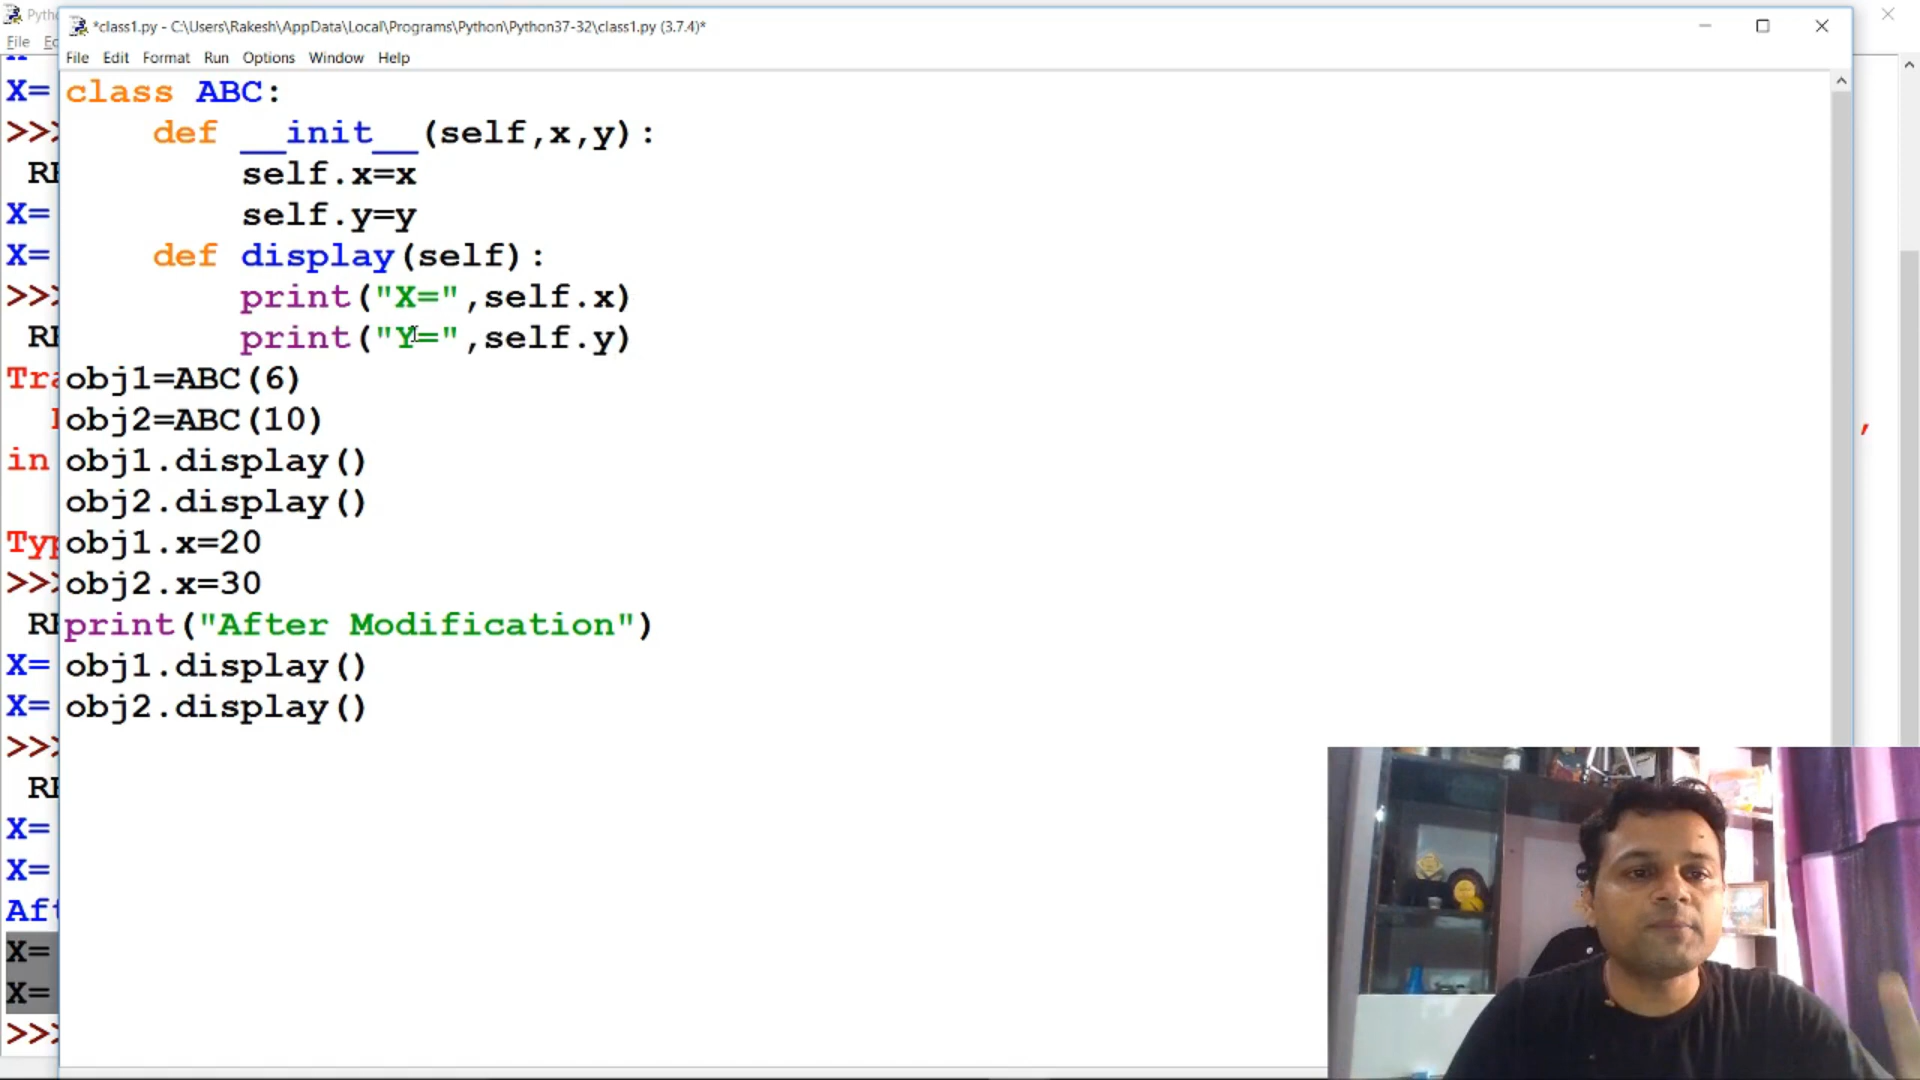 *class1.py - C:\Users\Rakesh\AppData\Local\Programs\Python\Python37-32\class1.py (3.7.4)*
File Edit Format Run Options Window Help
class ABC:
def __init__(self,x,y):
self.x=x
self.y=y
def display(self):
print("X=",self.x)
print("Y=",self.y)
obj1=ABC(6)
obj2=ABC(10)
obj1.display()
obj2.display()
obj1.x=20
obj2.x=30
print("After Modification")
obj1.display()
obj2.display()
File
X=
>>>
X=
X=
>>>
in
>>>
X=
X=
>>>
X=
X=
X=
X=
>>>